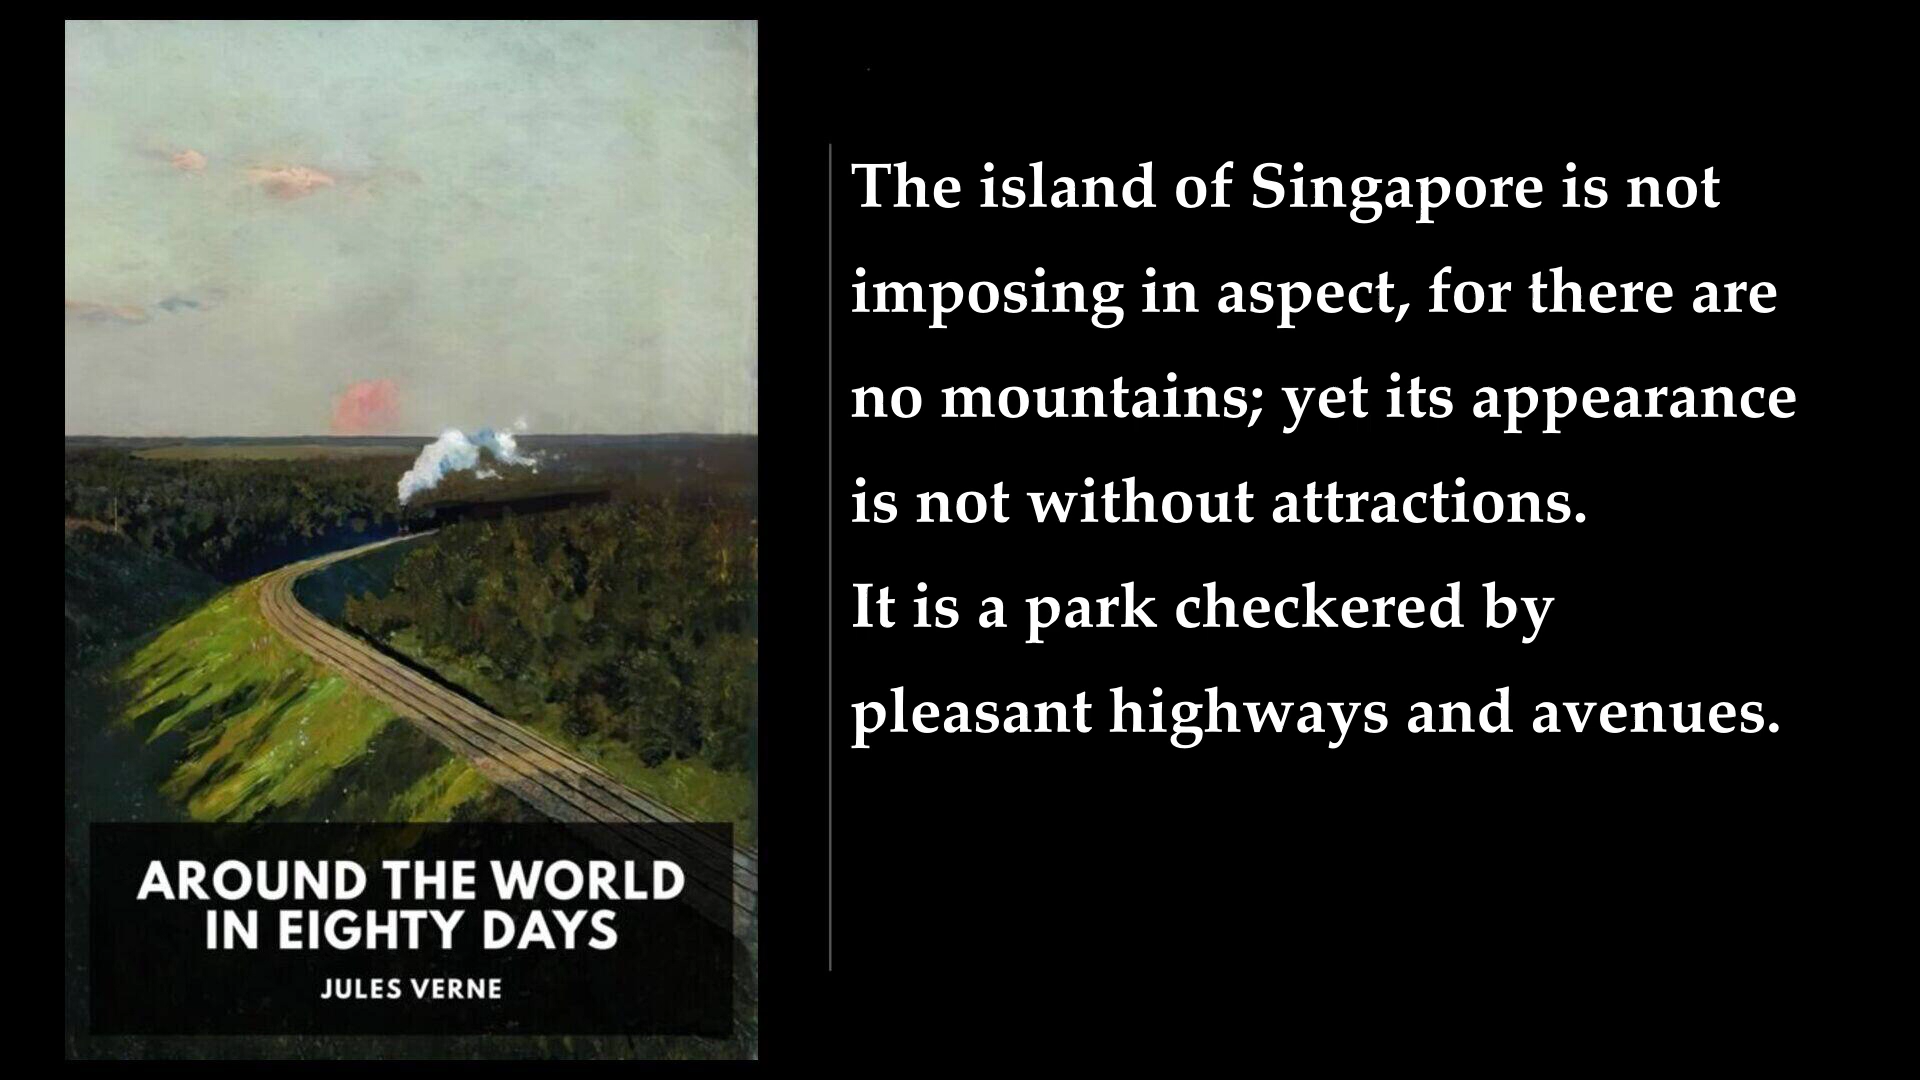 AROUND THE WORLD
IN EIGHTY DAYS
JULES VERNE
The island of Singapore is not
imposing in aspect, for there are
no mountains; yet its appearance
is not without attractions.
It is a park checkered by
pleasant highways and avenues.